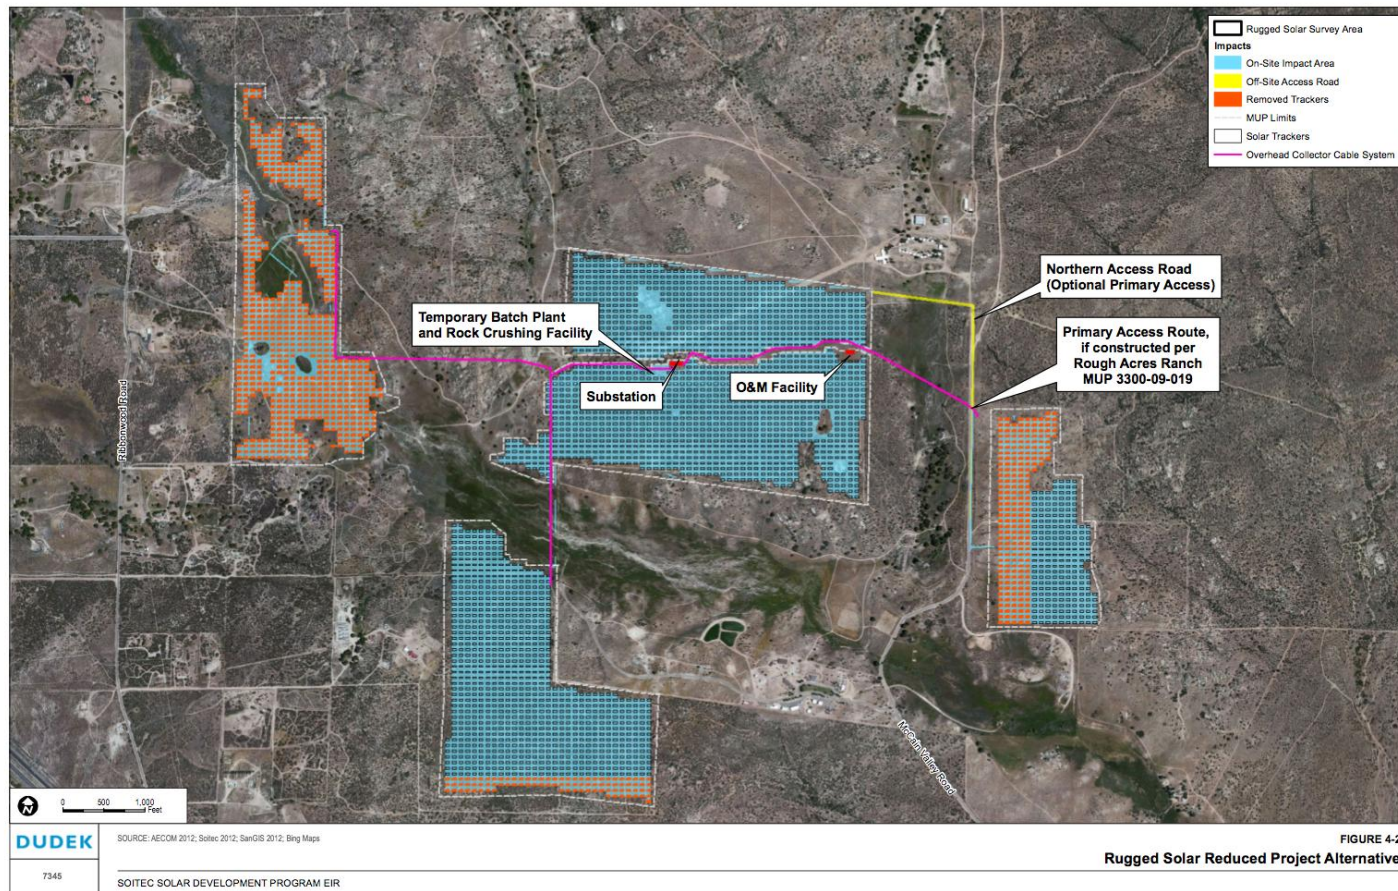 Rugged Solar Survey Area
Impacts
On-Site Impact Area
Off-Site Access Road
Removed Trackers
MUP Limits
Solar Trackers
Overhead Collector Cable System
Northern Access Road
(Optional Primary Access)
Temporary Batch Plant
and Rock Crushing Facility
Primary Access Route,
if constructed per
Rough Acres Ranch
MUP 3300-09-019
Substation
O&M Facility
Ribbonwood Road
McCain Valley Road
N
0 500 1,000
Feet
DUDEK
7345
SOURCE: AECOM 2012; Soitec 2012; SanGIS 2012; Bing Maps
SOITEC SOLAR DEVELOPMENT PROGRAM EIR
FIGURE 4-2
Rugged Solar Reduced Project Alternative